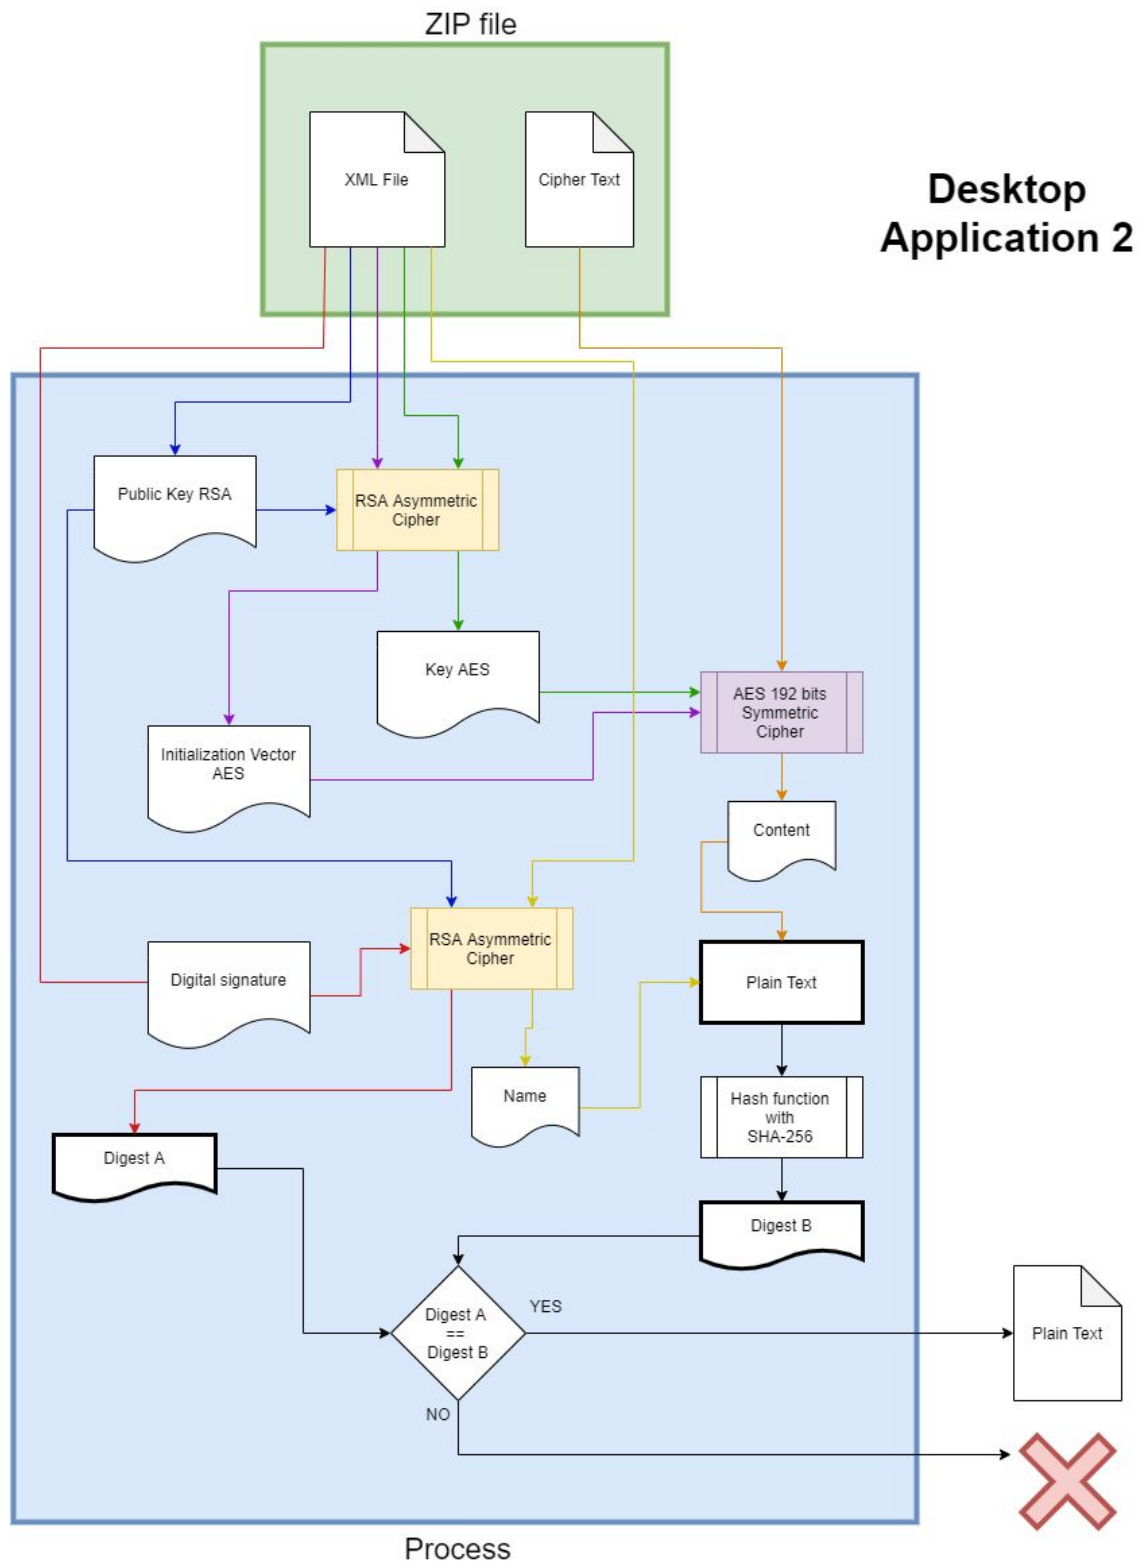 ZIP file
XML File
Cipher Text
Desktop
Application 2
Public Key RSA
RSA Asymmetric
Cipher
Key AES
AES 192 bits
Symmetric
Cipher
Initialization Vector
AES
Content
RSA Asymmetric
Cipher
Digital signature
Plain Text
Name
Hash function
with
SHA-256
Digest A
Digest B
Digest A
==
Digest B
YES
Plain Text
NO
Process